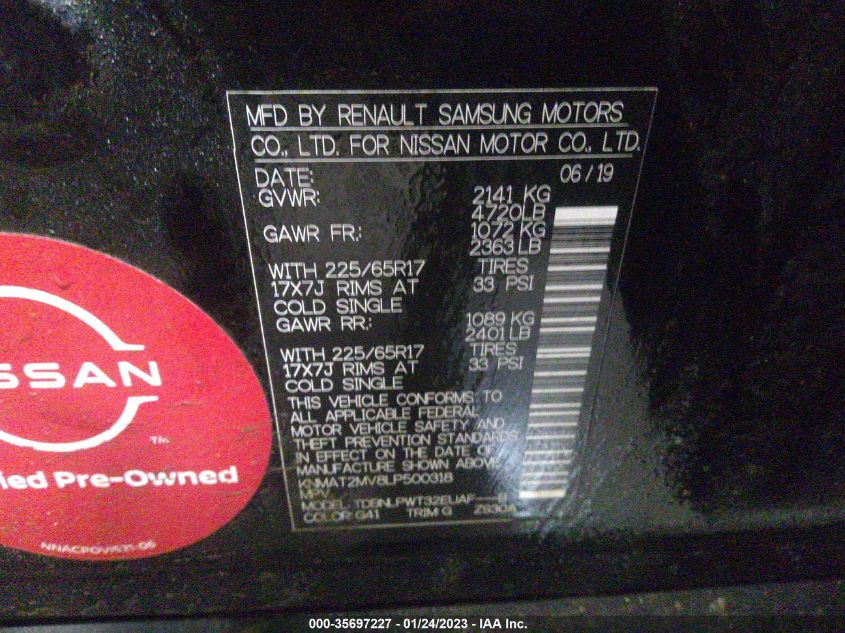 MFD BY RENAULT SAMSUNG MOTORS
CO., LTD. FOR NISSAN MOTOR CO., LTD.
DATE: 06/19
GVWR: 2141 KG
4720LB
GAWR FR.: 1072 KG
2363 LB
WITH 225/65R17 TIRES
17X7J RIMS AT 33 PSI
COLD SINGLE
GAWR RR.: 1089 KG
2401 LB
WITH 225/65R17 TIRES
17X7J RIMS AT 33 PSI
COLD SINGLE
THIS VEHICLE CONFORMS TO
ALL APPLICABLE FEDERAL
MOTOR VEHICLE SAFETY AND
THEFT PREVENTION STANDARDS
IN EFFECT ON THE DATE OF
MANUFACTURE SHOWN ABOVE.
KNMAT2MV8LP500318
MPV
MODEL: 
COLOR: G41 TRIM: G
ISSAN
TM
ied Pre-Owned
000-35697227 - 01/24/2023 - IAA Inc.